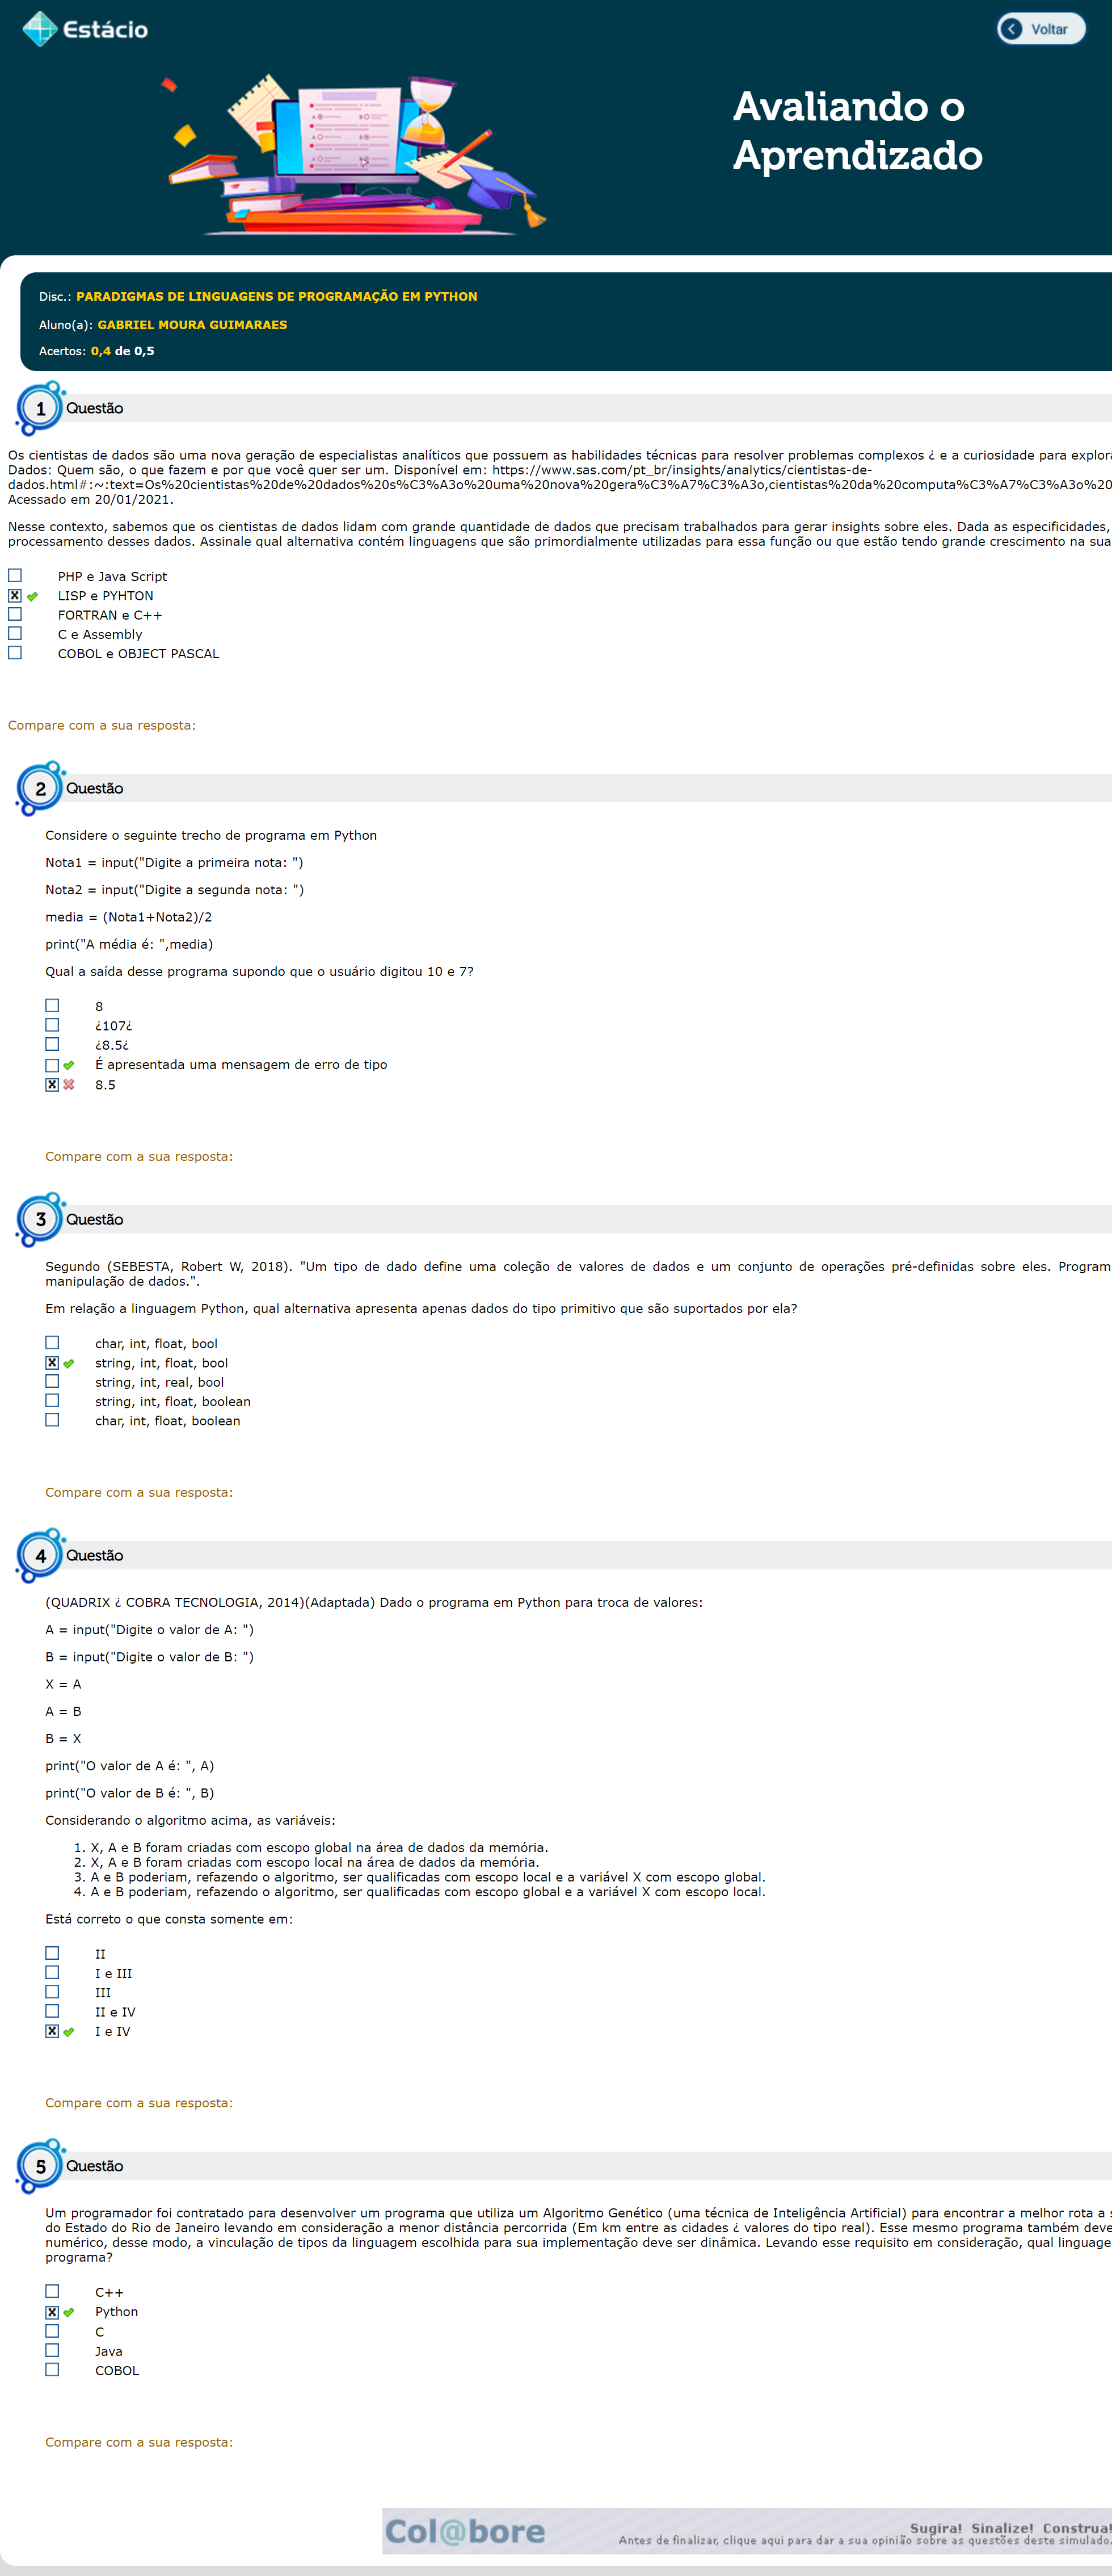 Estácio
Voltar
Avaliando o
Aprendizado
Disc.: PARADIGMAS DE LINGUAGENS DE PROGRAMAÇÃO EM PYTHON
Aluno(a): GABRIEL MOURA GUIMARAES
Acertos: 0,4 de 0,5
1 Questão
Os cientistas de dados são uma nova geração de especialistas analíticos que possuem as habilidades técnicas para resolver problemas complexos ¿ e a curiosidade para explora
Dados: Quem são, o que fazem e por que você quer ser um. Disponível em: https://www.sas.com/pt_br/insights/analytics/cientistas-de-
dados.html#:~:text=Os%20cientistas%20de%20dados%20s%C3%A3o%20uma%20nova%20gera%C3%A7%C3%A3o,cientistas%20da%20computa%C3%A7%C3%A3o%20
Acessado em 20/01/2021.
Nesse contexto, sabemos que os cientistas de dados lidam com grande quantidade de dados que precisam trabalhados para gerar insights sobre eles. Dada as especificidades,
processamento desses dados. Assinale qual alternativa contém linguagens que são primordialmente utilizadas para essa função ou que estão tendo grande crescimento na sua
PHP e Java Script
X LISP e PYHTON
FORTRAN e C++
C e Assembly
COBOL e OBJECT PASCAL
Compare com a sua resposta:
2 Questão
Considere o seguinte trecho de programa em Python
Nota1 = input("Digite a primeira nota: ")
Nota2 = input("Digite a segunda nota: ")
media = (Nota1+Nota2)/2
print("A média é: ",media)
Qual a saída desse programa supondo que o usuário digitou 10 e 7?
8
¿107¿
¿8.5¿
É apresentada uma mensagem de erro de tipo
X 8.5
Compare com a sua resposta:
3 Questão
Segundo (SEBESTA, Robert W, 2018). "Um tipo de dado define uma coleção de valores de dados e um conjunto de operações pré-definidas sobre eles. Program
manipulação de dados.".
Em relação a linguagem Python, qual alternativa apresenta apenas dados do tipo primitivo que são suportados por ela?
char, int, float, bool
X string, int, float, bool
string, int, real, bool
string, int, float, boolean
char, int, float, boolean
Compare com a sua resposta:
4 Questão
(QUADRIX ¿ COBRA TECNOLOGIA, 2014)(Adaptada) Dado o programa em Python para troca de valores:
A = input("Digite o valor de A: ")
B = input("Digite o valor de B: ")
X = A
A = B
B = X
print("O valor de A é: ", A)
print("O valor de B é: ", B)
Considerando o algoritmo acima, as variáveis:
1. X, A e B foram criadas com escopo global na área de dados da memória.
2. X, A e B foram criadas com escopo local na área de dados da memória.
3. A e B poderiam, refazendo o algoritmo, ser qualificadas com escopo local e a variável X com escopo global.
4. A e B poderiam, refazendo o algoritmo, ser qualificadas com escopo global e a variável X com escopo local.
Está correto o que consta somente em:
II
I e III
III
II e IV
X I e IV
Compare com a sua resposta:
5 Questão
Um programador foi contratado para desenvolver um programa que utiliza um Algoritmo Genético (uma técnica de Inteligência Artificial) para encontrar a melhor rota a s
do Estado do Rio de Janeiro levando em consideração a menor distância percorrida (Em km entre as cidades ¿ valores do tipo real). Esse mesmo programa também deve
numérico, desse modo, a vinculação de tipos da linguagem escolhida para sua implementação deve ser dinâmica. Levando esse requisito em consideração, qual linguage
programa?
C++
X Python
C
Java
COBOL
Compare com a sua resposta:
Col@bore
Sugira! Sinalize! Construa!
Antes de finalizar, clique aqui para dar a sua opinião sobre as questões deste simulado.